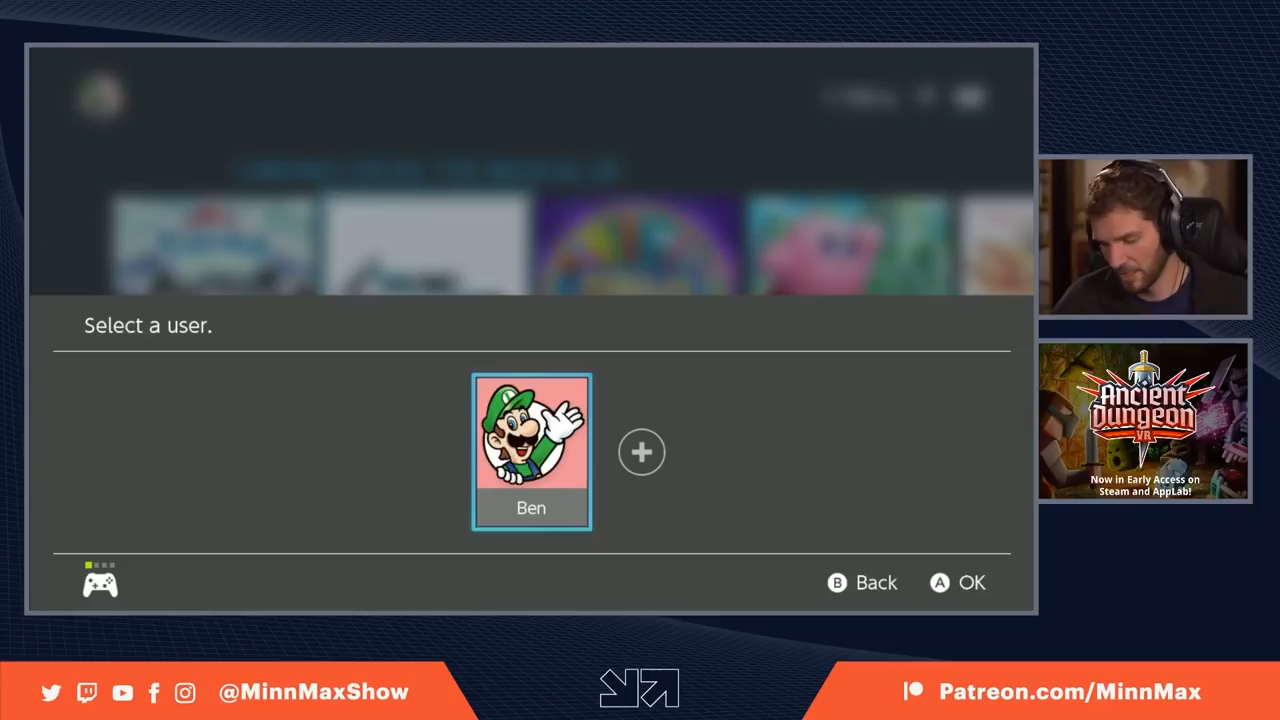 Select a user.
Ben
B Back
A OK
Ancient
Dungeon
VR
Now in Early Access on
Steam and AppLab!
@MinnMaxShow
Patreon.com/MinnMax